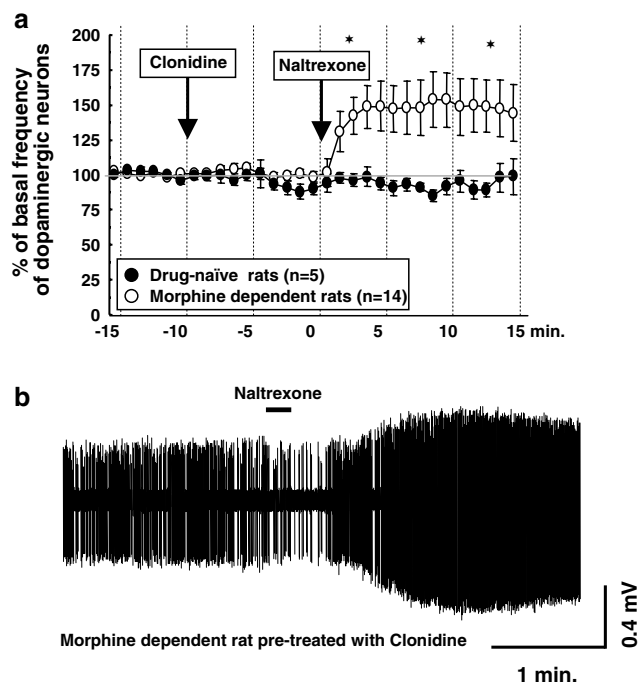 a
% of basal frequency
of dopaminergic neurons
200
175
150
125
100
75
50
25
0
Clonidine
Naltrexone
* * *
Drug-naïve rats (n=5)
Morphine dependent rats (n=14)
-15 -10 -5 0 5 10 15 min.
b
Naltrexone
Morphine dependent rat pre-treated with Clonidine
0.4 mV
1 min.